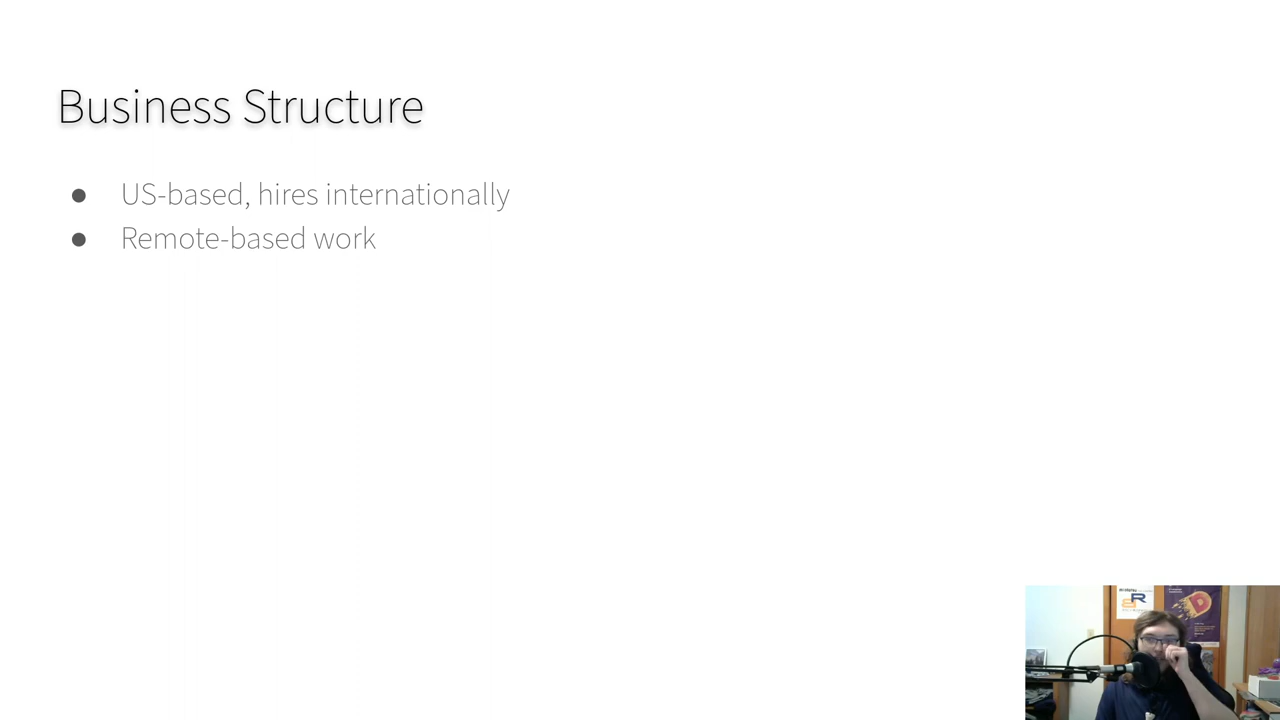 Business Structure
● US-based, hires internationally
● Remote-based work